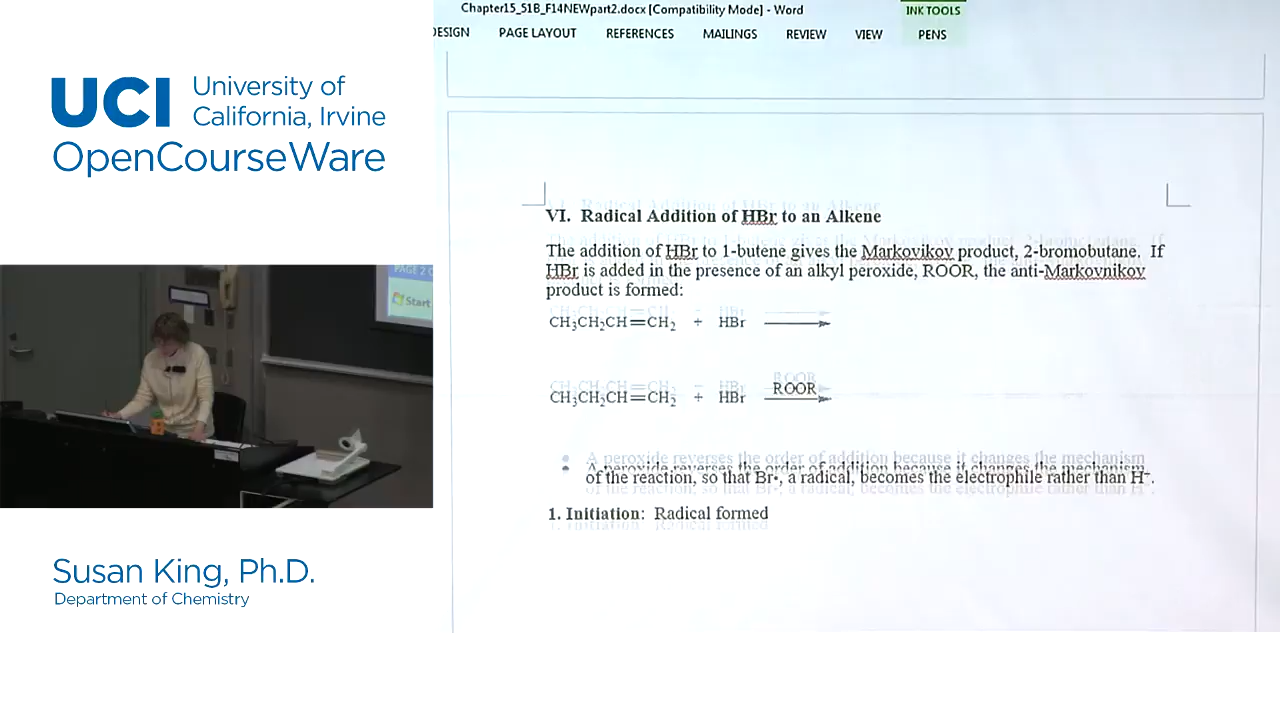 Chapter15_51B_F14NEWpart2.docx [Compatibility Mode] - Word
INK TOOLS
DESIGN PAGE LAYOUT REFERENCES MAILINGS REVIEW VIEW PENS
UCI University of California, Irvine
OpenCourseWare
PAGE 2
Start
VI. Radical Addition of HBr to an Alkene
The addition of HBr to 1-butene gives the Markovikov product, 2-bromobutane. If
HBr is added in the presence of an alkyl peroxide, ROOR, the anti-Markovnikov
product is formed:
CH₃CH₂CH=CH₂ + HBr
ROOR
CH₃CH₂CH=CH₂ + HBr
• A peroxide reverses the order of addition because it changes the mechanism
of the reaction, so that Br•, a radical, becomes the electrophile rather than H⁺.
1. Initiation: Radical formed
Susan King, Ph.D.
Department of Chemistry